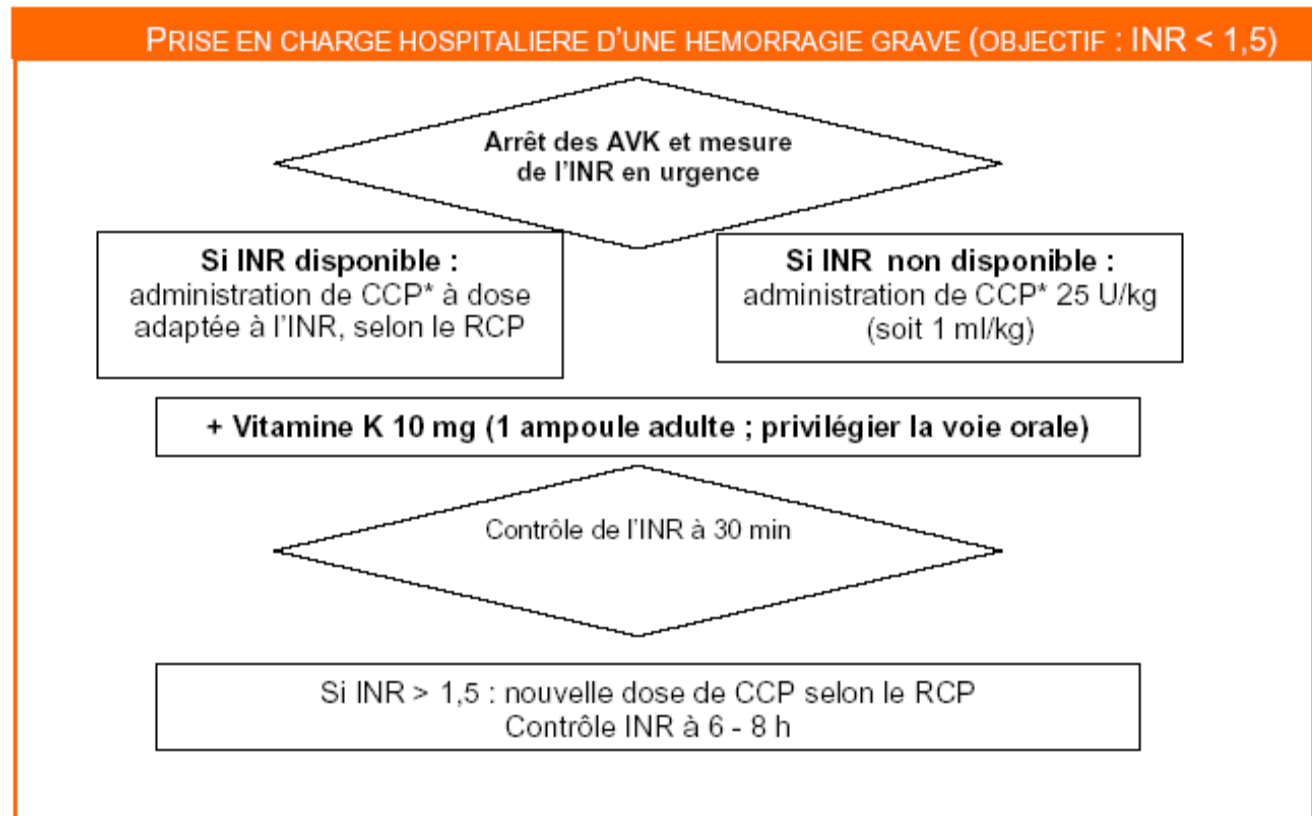 PRISE EN CHARGE HOSPITALIERE D'UNE HEMORRAGIE GRAVE (OBJECTIF : INR < 1,5)
Arrêt des AVK et mesure
de l'INR en urgence
Si INR disponible :
administration de CCP* à dose
adaptée à l'INR, selon le RCP
Si INR non disponible :
administration de CCP* 25 U/kg
(soit 1 ml/kg)
+ Vitamine K 10 mg (1 ampoule adulte ; privilégier la voie orale)
Contrôle de l'INR à 30 min
Si INR > 1,5 : nouvelle dose de CCP selon le RCP
Contrôle INR à 6 - 8 h